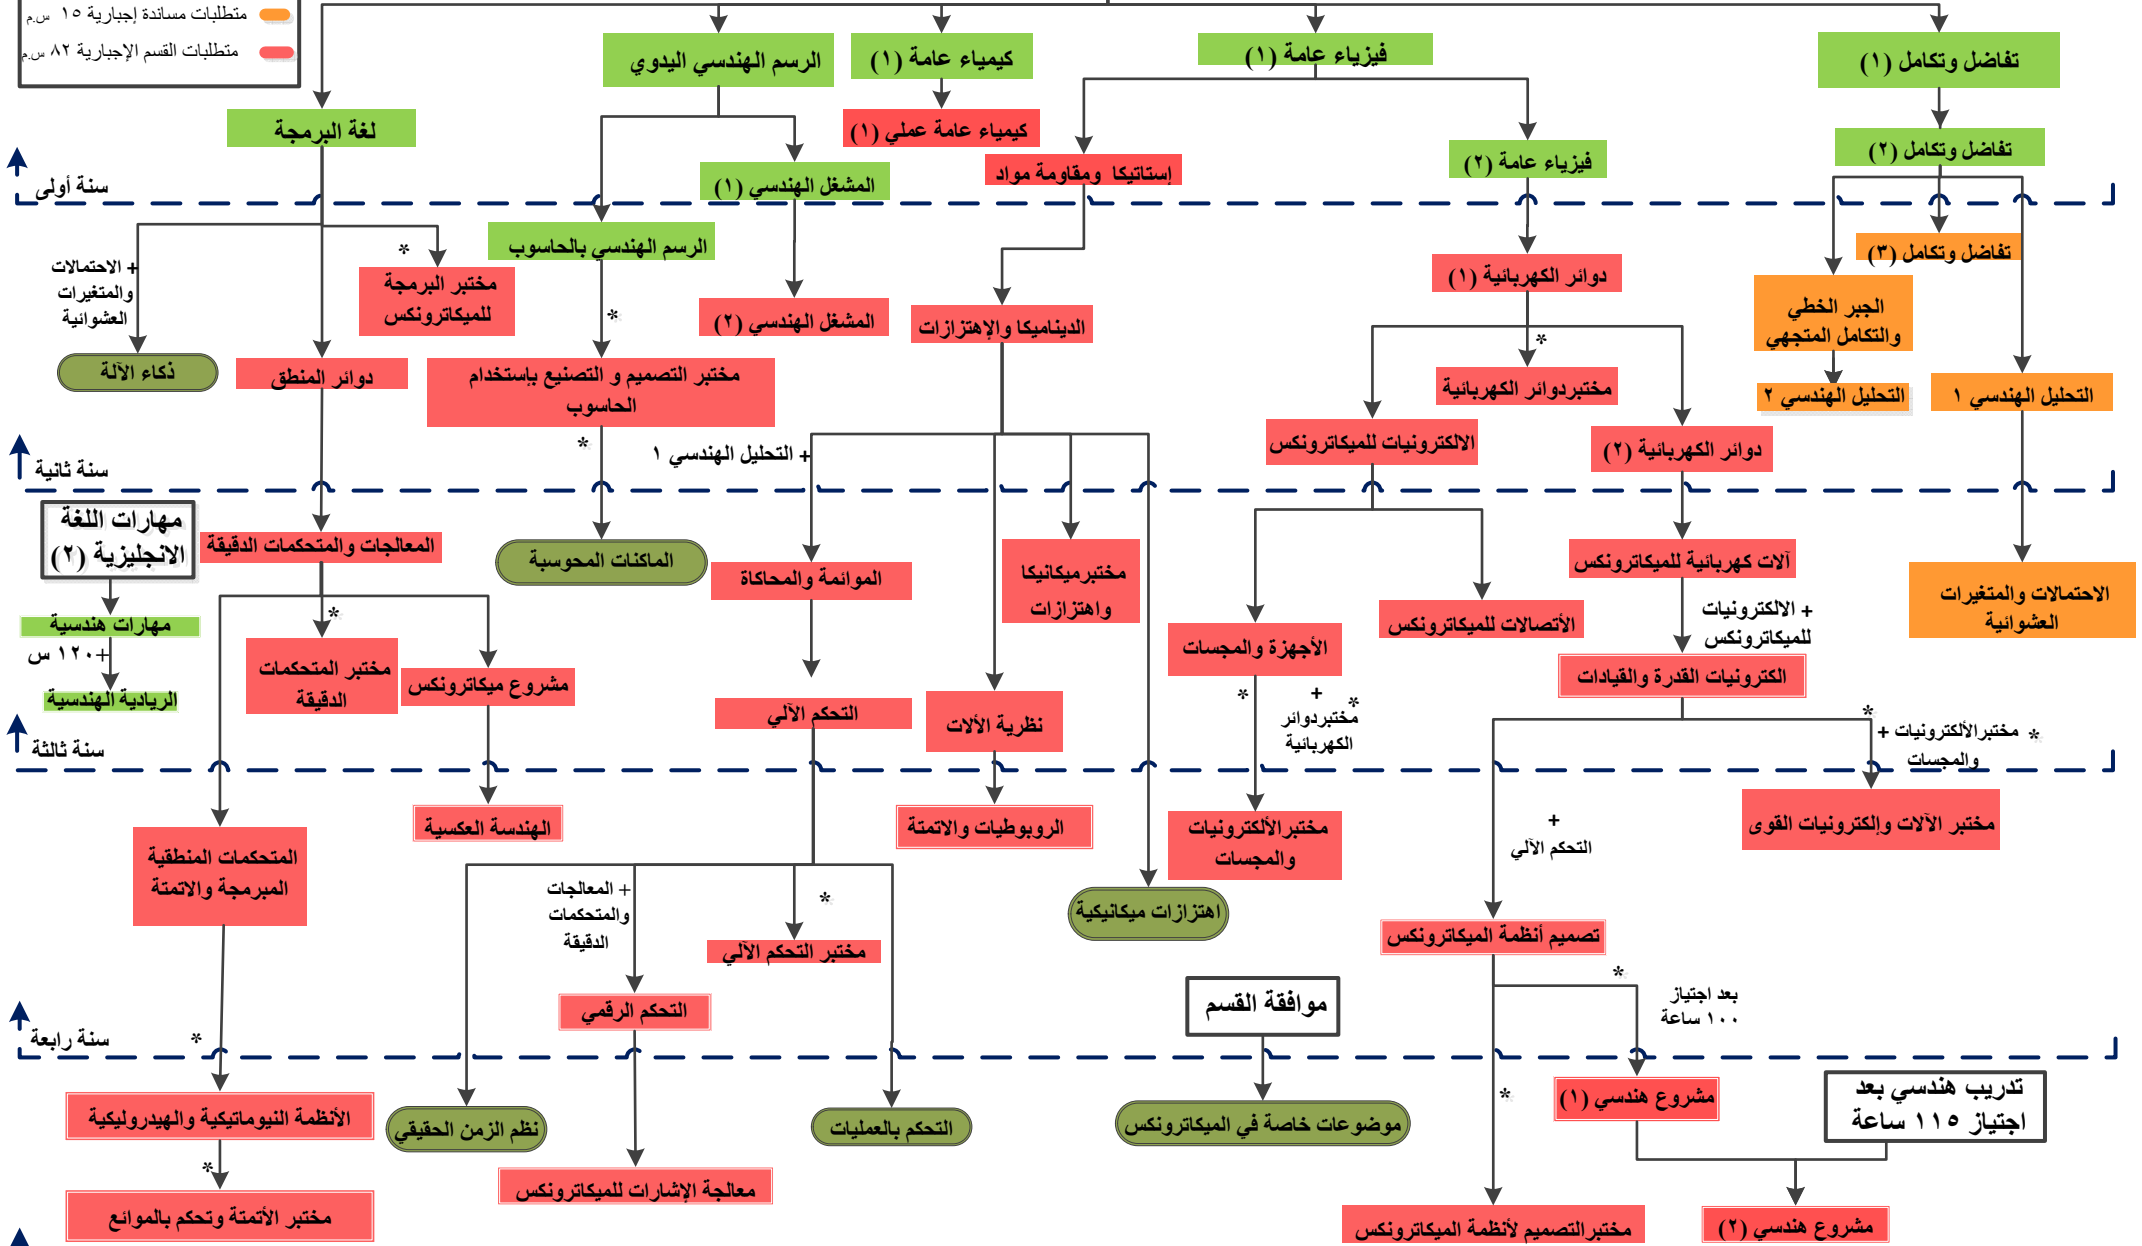 متطلبات مساندة إجبارية ١٥ س.م
متطلبات القسم الإجبارية ٨٢ س.م
تفاضل وتكامل (١)
فيزياء عامة (١)
كيمياء عامة (١)
الرسم الهندسي اليدوي
لغة البرمجة
كيمياء عامة عملي (١)
تفاضل وتكامل (٢)
فيزياء عامة (٢)
إستاتيكا ومقاومة مواد
المشغل الهندسي (١)
سنة أولى
تفاضل وتكامل (٣)
الرسم الهندسي بالحاسوب
*
+ الاحتمالات
والمتغيرات
العشوائية
دوائر الكهربائية (١)
مختبر البرمجة
للميكاترونكس
الجبر الخطي
والتكامل المتجهي
المشغل الهندسي (٢)
الديناميكا والإهتزازات
*
*
ذكاء الآلة
دوائر المنطق
مختبر التصميم و التصنيع بإستخدام
الحاسوب
مختبردوائر الكهربائية
التحليل الهندسي ٢
التحليل الهندسي ١
*
+ التحليل الهندسي ١
الالكترونيات للميكاترونكس
دوائر الكهربائية (٢)
سنة ثانية
مهارات اللغة
الانجليزية (٢)
المعالجات والمتحكمات الدقيقة
الماكنات المحوسبة
الموائمة والمحاكاة
مختبرميكانيكا
واهتزازات
آلات كهربائية للميكاترونكس
الاحتمالات والمتغيرات
العشوائية
مهارات هندسية
*
+ الالكترونيات
للميكاترونكس
الأتصالات للميكاترونكس
الأجهزة والمجسات
+١٢٠ س
الريادية الهندسية
مختبر المتحكمات
الدقيقة
مشروع ميكاترونكس
الكترونيات القدرة والقيادات
*
+
*
مختبردوائر
الكهربائية
التحكم الآلي
نظرية الألات
*
* مختبرالألكترونيات +
والمجسات
سنة ثالثة
الهندسة العكسية
الروبوطيات والاتمتة
مختبرالألكترونيات
والمجسات
مختبر الآلات وإلكترونيات القوى
+
التحكم الآلي
المتحكمات المنطقية
المبرمجة والاتمتة
+ المعالجات
والمتحكمات
الدقيقة
*
اهتزازات ميكانيكية
تصميم أنظمة الميكاترونكس
مختبر التحكم الآلي
*
بعد اجتياز
١٠٠ ساعة
موافقة القسم
التحكم الرقمي
سنة رابعة
*
تدريب هندسي بعد
اجتياز ١١٥ ساعة
مشروع هندسي (١)
*
الأنظمة النيوماتيكية والهيدروليكية
نظم الزمن الحقيقي
التحكم بالعمليات
موضوعات خاصة في الميكاترونكس
*
معالجة الإشارات للميكاترونكس
مختبر الأتمتة وتحكم بالموائع
مختبرالتصميم لأنظمة الميكاترونكس
مشروع هندسي (٢)